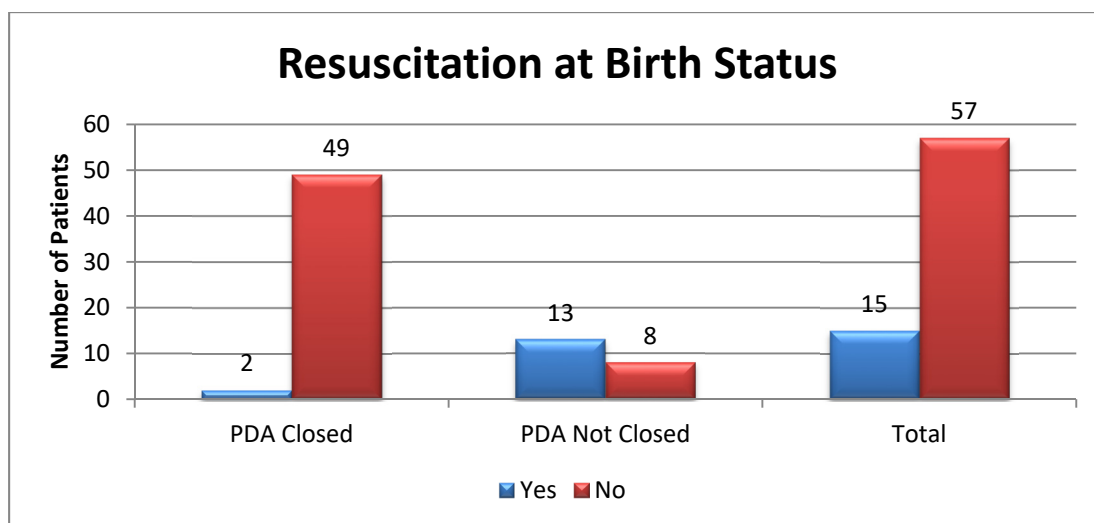 Resuscitation at Birth Status
Number of Patients
60
50
40
30
20
10
0
2
49
13
8
15
57
PDA Closed
PDA Not Closed
Total
Yes
No